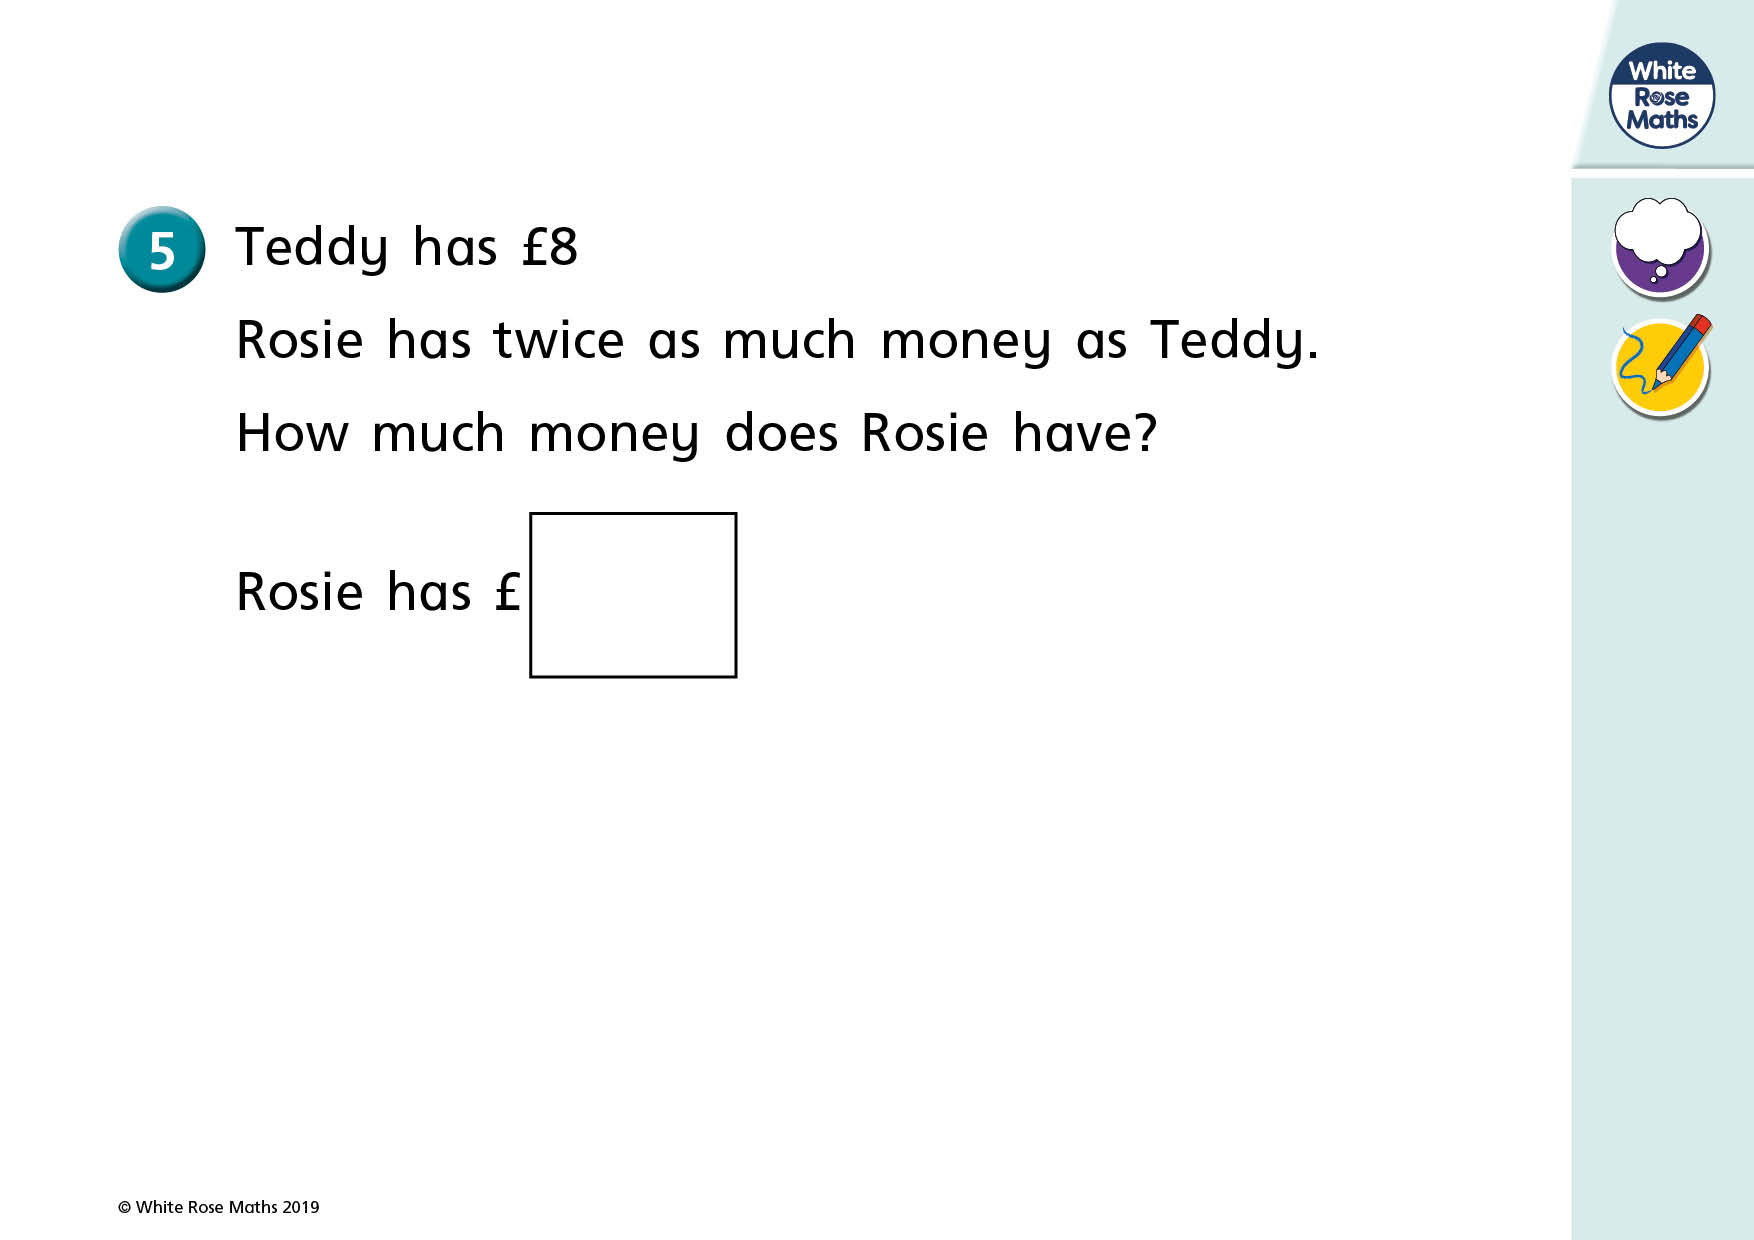 White
Rose
Maths
5 Teddy has £8
Rosie has twice as much money as Teddy.
How much money does Rosie have?
Rosie has £
© White Rose Maths 2019